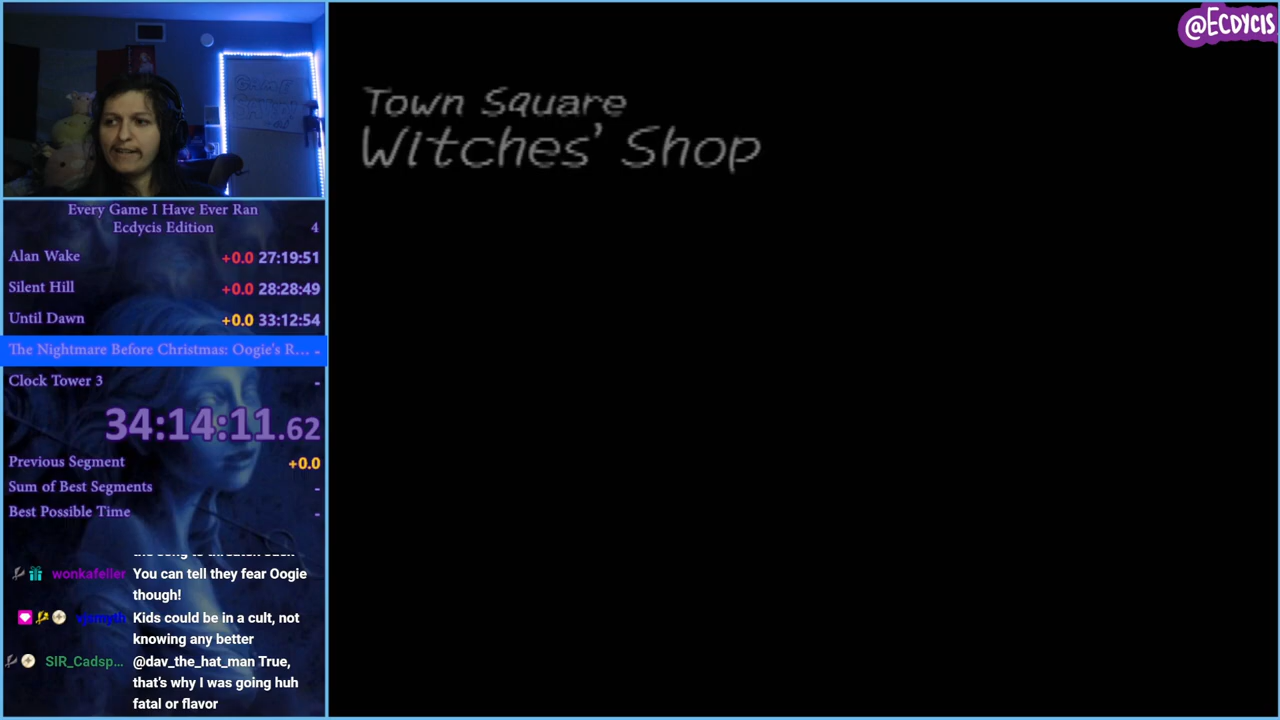 @ECDYCIS
Town Square
Witches' Shop
Every Game I Have Ever Ran
Ecdycis Edition 4
Alan Wake +0.0 27:19:51
Silent Hill +0.0 28:28:49
Until Dawn +0.0 33:12:54
The Nightmare Before Christmas: Oogie's R... -
Clock Tower 3 -
34:14:11.62
Previous Segment +0.0
Sum of Best Segments -
Best Possible Time -
wonkafeller You can tell they fear Oogie
though!
Kids could be in a cult, not
knowing any better
SIR_Cadsp... @dav_the_hat_man True,
that's why I was going huh
fatal or flavor